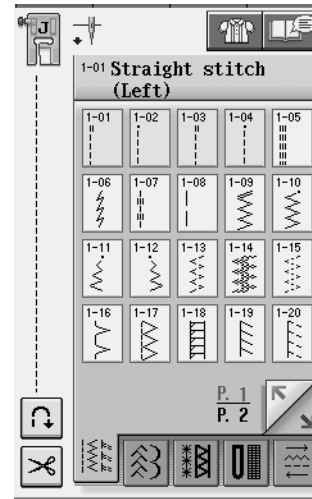 J
1-01 Straight stitch
(Left)
1-01 1-02 1-03 1-04 1-05
1-06 1-07 1-08 1-09 1-10
1-11 1-12 1-13 1-14 1-15
1-16 1-17 1-18 1-19 1-20
P. 1
P. 2